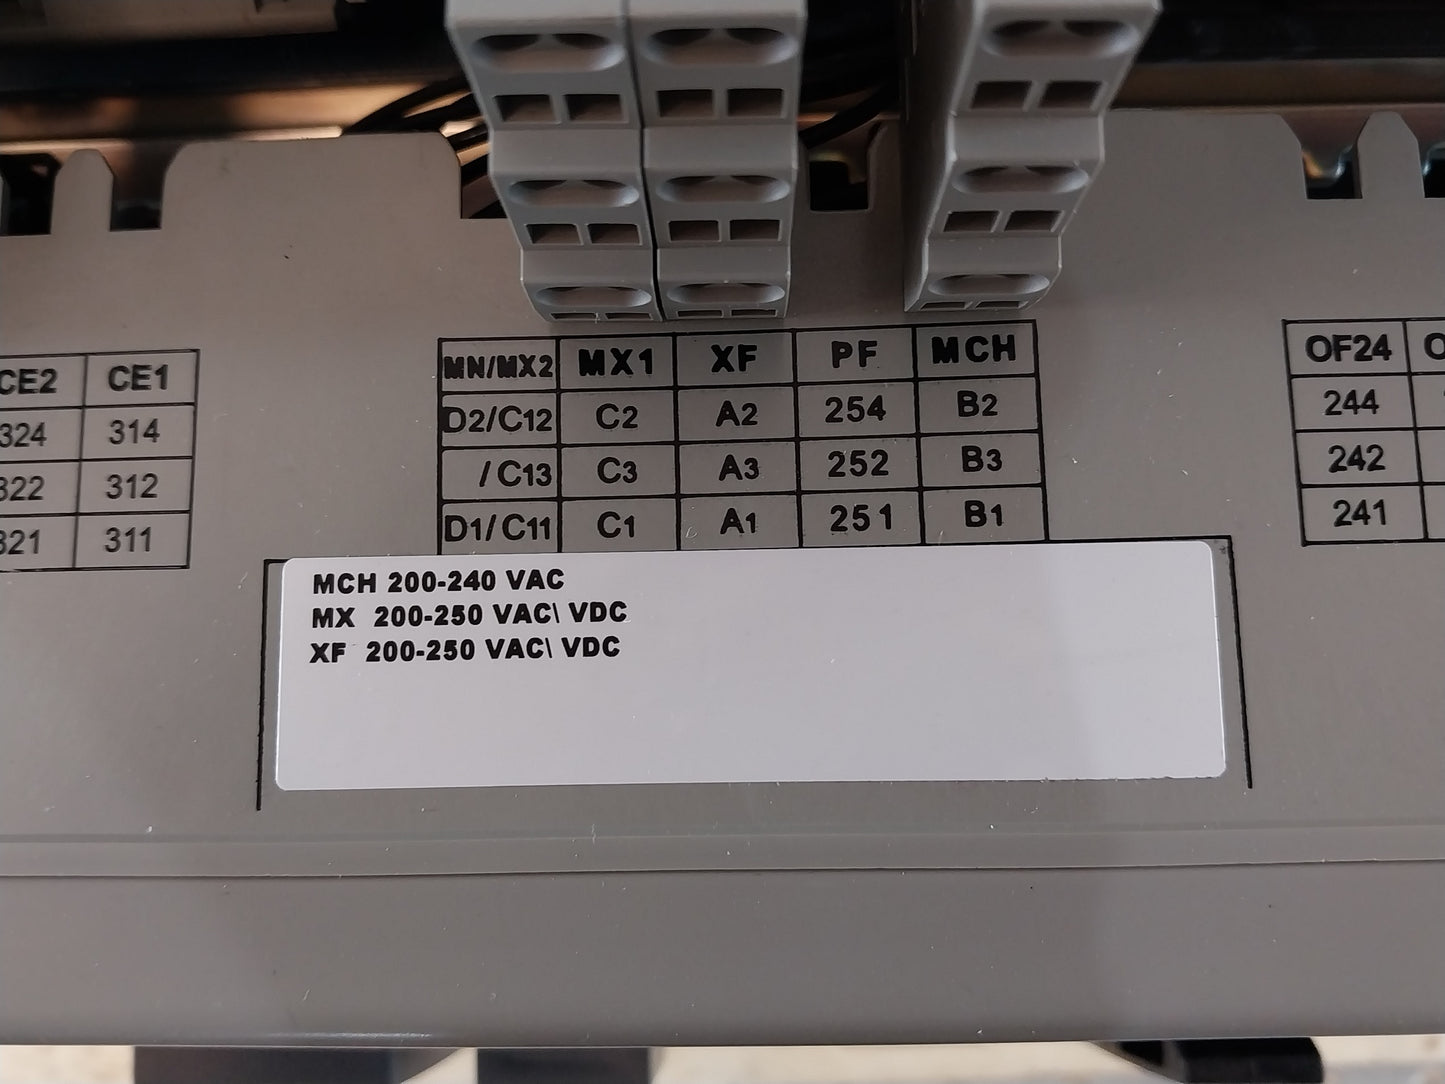 CE2 CE1
324 314
322 312
321 311
MN/MX2 MX1 XF PF MCH
D2/C12 C2 A2 254 B2
/C13 C3 A3 252 B3
D1/C11 C1 A1 251 B1
OF24
244
242
241
MCH 200-240 VAC
MX 200-250 VAC\ VDC
XF 200-250 VAC\ VDC